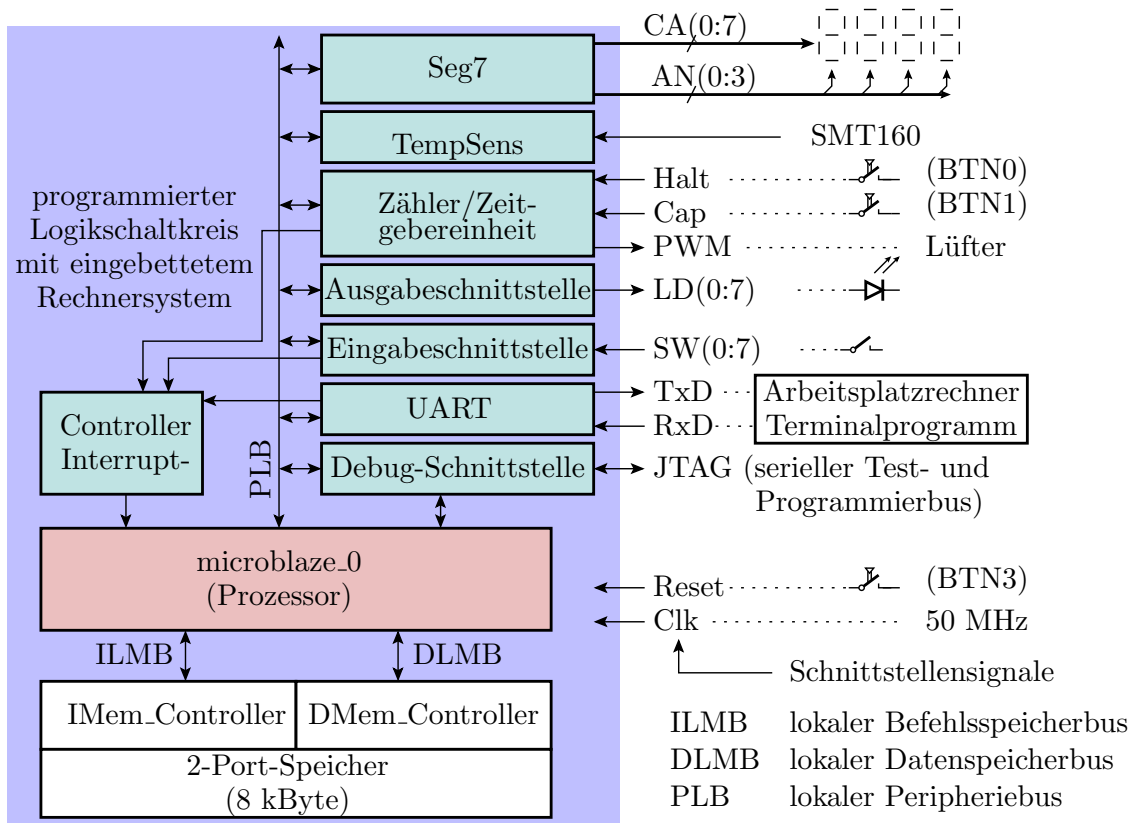 CA(0:7)
Seg7
AN(0:3)
TempSens
SMT160
programmierter
Logikschaltkreis
mit eingebettetem
Rechnersystem
Zähler/Zeit-
gebereinheit
Halt
(BTN0)
Cap
(BTN1)
PWM
Lüfter
Ausgabeschnittstelle
LD(0:7)
Eingabeschnittstelle
SW(0:7)
UART
TxD
RxD
Arbeitsplatzrechner
Terminalprogramm
Controller
Interrupt-
PLB
Debug-Schnittstelle
JTAG (serieller Test- und
Programmierbus)
microblaze_0
(Prozessor)
Reset
(BTN3)
Clk
50 MHz
ILMB
DLMB
Schnittstellensignale
IMem_Controller
DMem_Controller
2-Port-Speicher
(8 kByte)
ILMB lokaler Befehlsspeicherbus
DLMB lokaler Datenspeicherbus
PLB lokaler Peripheriebus